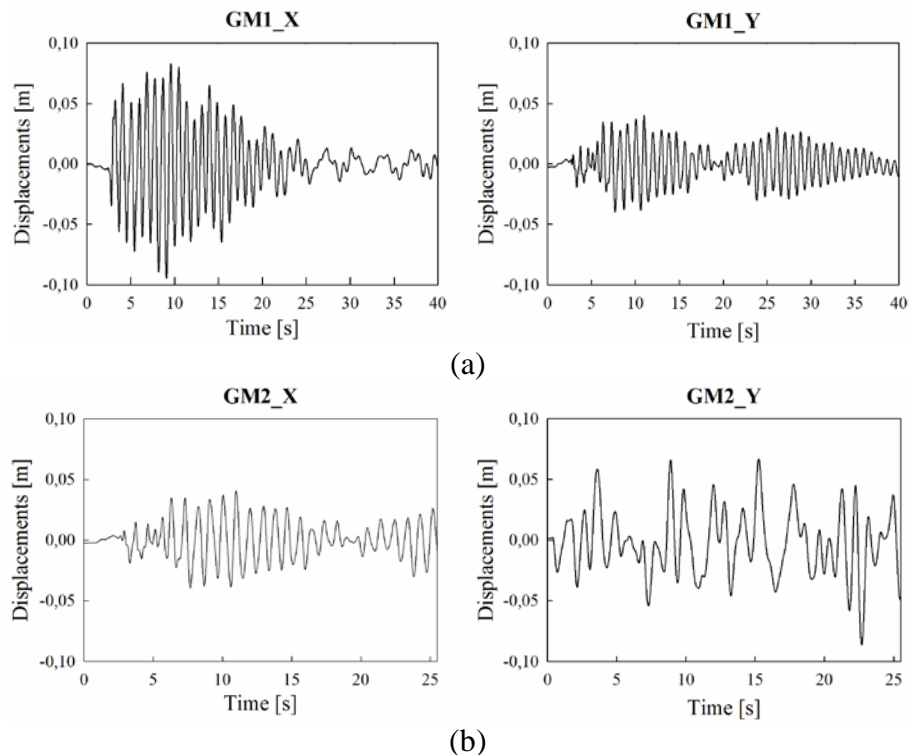 GM1_X
GM1_Y
Displacements [m]
0,10
0,05
0,00
-0,05
-0,10
0 5 10 15 20 25 30 35 40
Time [s]
Displacements [m]
0,10
0,05
0,00
-0,05
-0,10
0 5 10 15 20 25 30 35 40
Time [s]
(a)
GM2_X
GM2_Y
Displacements [m]
0,10
0,05
0,00
-0,05
-0,10
0 5 10 15 20 25
Time [s]
Displacements [m]
0,10
0,05
0,00
-0,05
-0,10
0 5 10 15 20 25
Time [s]
(b)